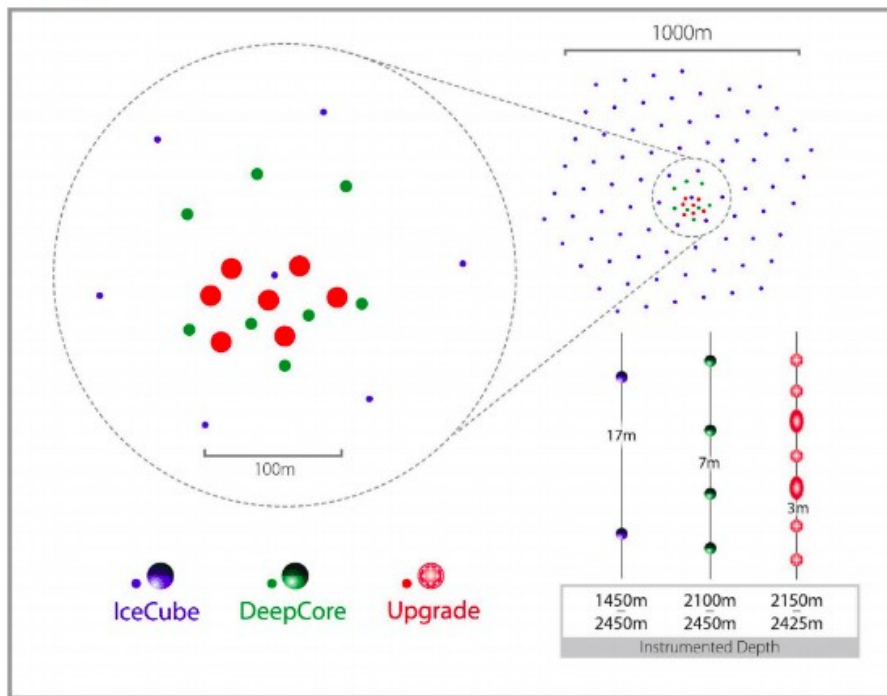 1000m
100m
17m
7m
3m
IceCube
DeepCore
Upgrade
1450m
–
2450m
2100m
–
2450m
2150m
–
2425m
Instrumented Depth